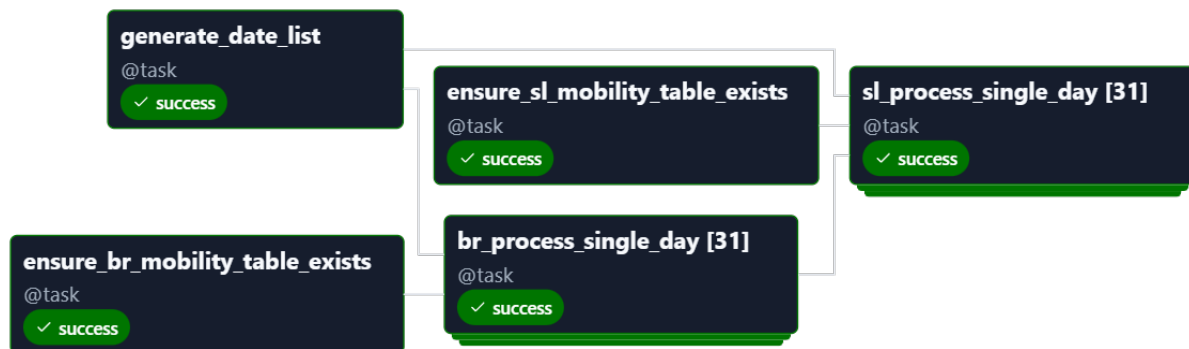 generate_date_list
@task
success
ensure_sl_mobility_table_exists
@task
success
sl_process_single_day [31]
@task
success
ensure_br_mobility_table_exists
@task
success
br_process_single_day [31]
@task
success